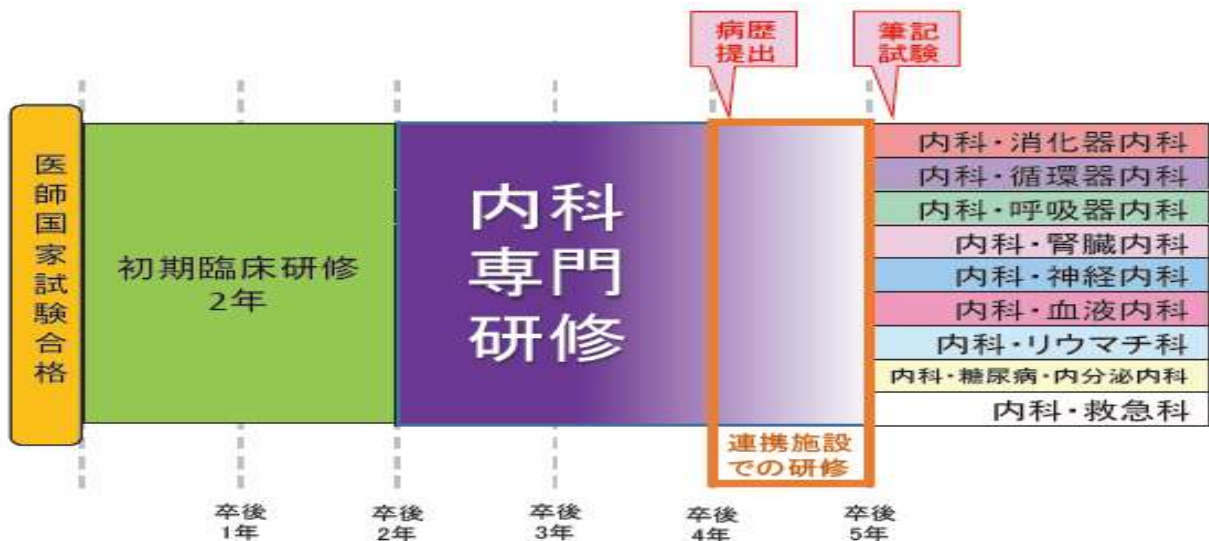 病歴
提出
筆記
試験
医師国家試験合格
初期臨床研修
2年
内科
専門
研修
連携施設
での研修
内科・消化器内科
内科・循環器内科
内科・呼吸器内科
内科・腎臓内科
内科・神経内科
内科・血液内科
内科・リウマチ科
内科・糖尿病・内分泌内科
内科・救急科
卒後
1年
卒後
2年
卒後
3年
卒後
4年
卒後
5年